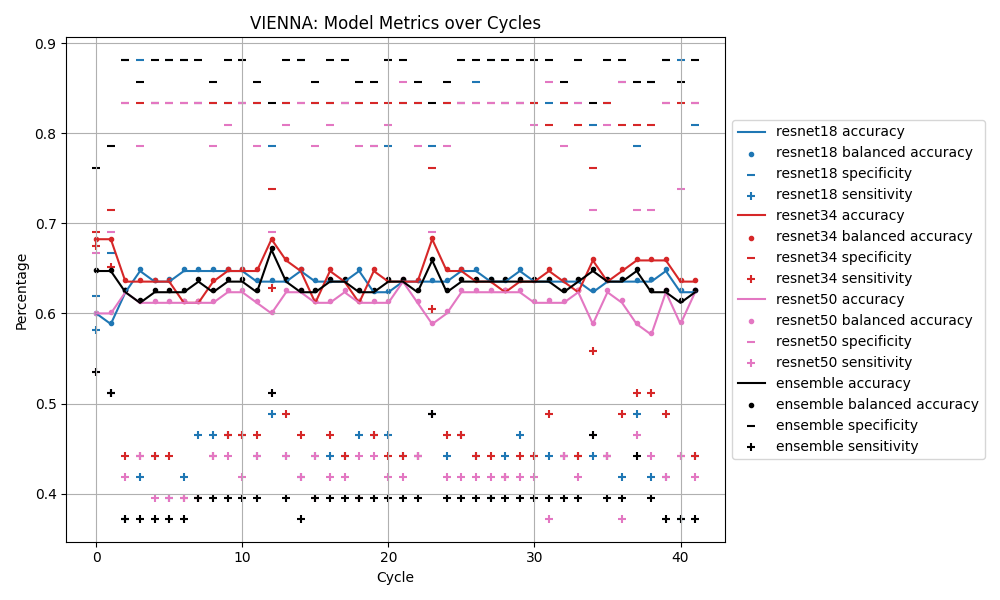 VIENNA: Model Metrics over Cycles
0.9
0.8
0.7
0.6
0.5
0.4
Percentage
0 10 20 30 40
Cycle
resnet18 accuracy
resnet18 balanced accuracy
resnet18 specificity
resnet18 sensitivity
resnet34 accuracy
resnet34 balanced accuracy
resnet34 specificity
resnet34 sensitivity
resnet50 accuracy
resnet50 balanced accuracy
resnet50 specificity
resnet50 sensitivity
ensemble accuracy
ensemble balanced accuracy
ensemble specificity
ensemble sensitivity